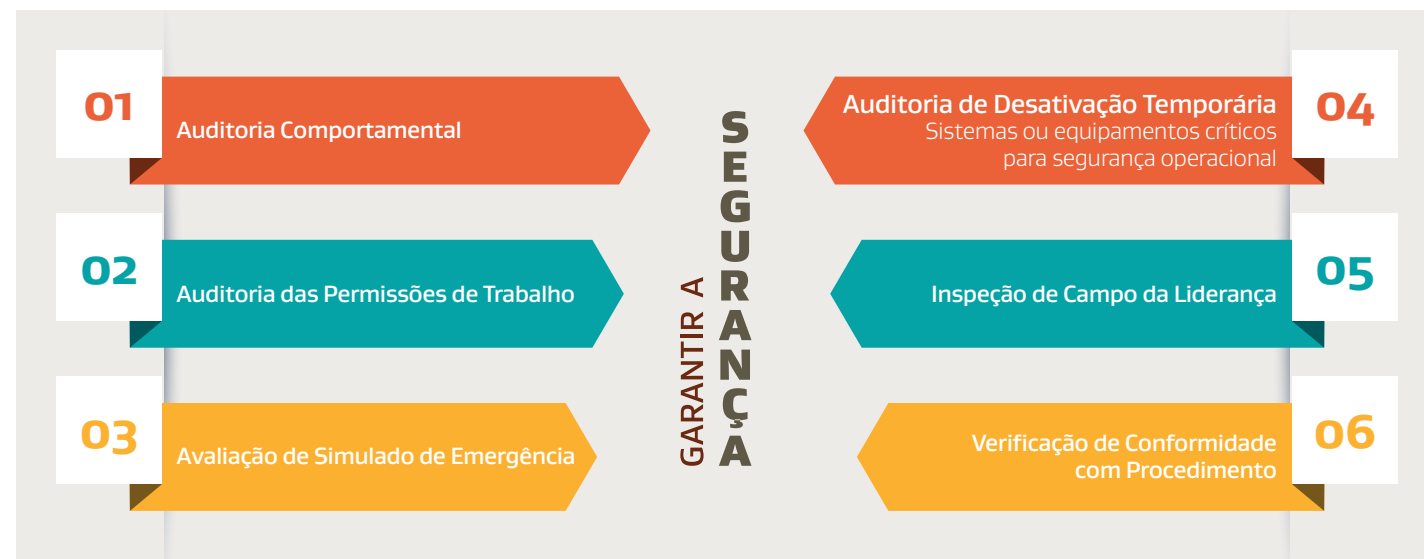 01
Auditoria Comportamental
02
Auditoria das Permissões de Trabalho
03
Avaliação de Simulado de Emergência
GARANTIR A
SEGURANÇA
04
Auditoria de Desativação Temporária
Sistemas ou equipamentos críticos
para segurança operacional
05
Inspeção de Campo da Liderança
06
Verificação de Conformidade
com Procedimento